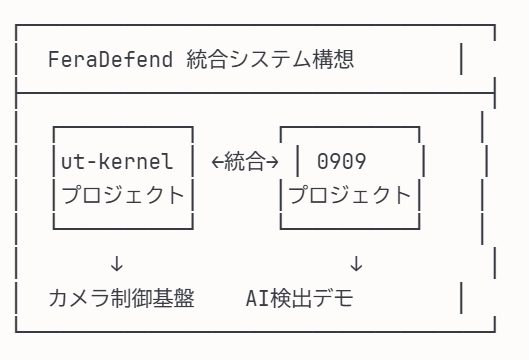 FeraDefend 統合システム構想
ut-kernel ←統合→ 0909
プロジェクト プロジェクト
↓ ↓
カメラ制御基盤 AI検出デモ